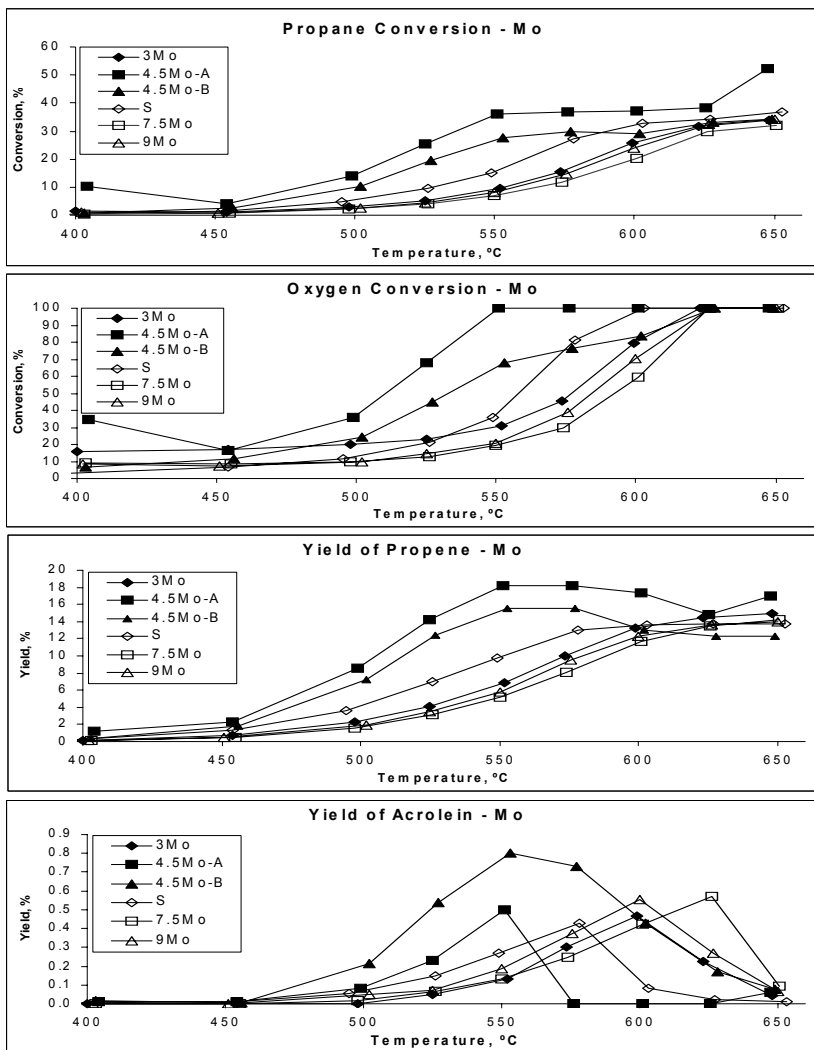 Propane Conversion - Mo
3Mo
4.5Mo-A
4.5Mo-B
S
7.5Mo
9Mo
Conversion, %
60
50
40
30
20
10
0
400
450
500
550
600
650
Temperature, ºC
Oxygen Conversion - Mo
3Mo
4.5Mo-A
4.5Mo-B
S
7.5Mo
9Mo
Conversion, %
100
90
80
70
60
50
40
30
20
10
0
400
450
500
550
600
650
Temperature, ºC
Yield of Propene - Mo
3Mo
4.5Mo-A
4.5Mo-B
S
7.5Mo
9Mo
Yield, %
20
18
16
14
12
10
8
6
4
2
0
400
450
500
550
600
650
Temperature, ºC
Yield of Acrolein - Mo
3Mo
4.5Mo-A
4.5Mo-B
S
7.5Mo
9Mo
Yield, %
0.9
0.8
0.7
0.6
0.5
0.4
0.3
0.2
0.1
0.0
400
450
500
550
600
650
Temperature, ºC